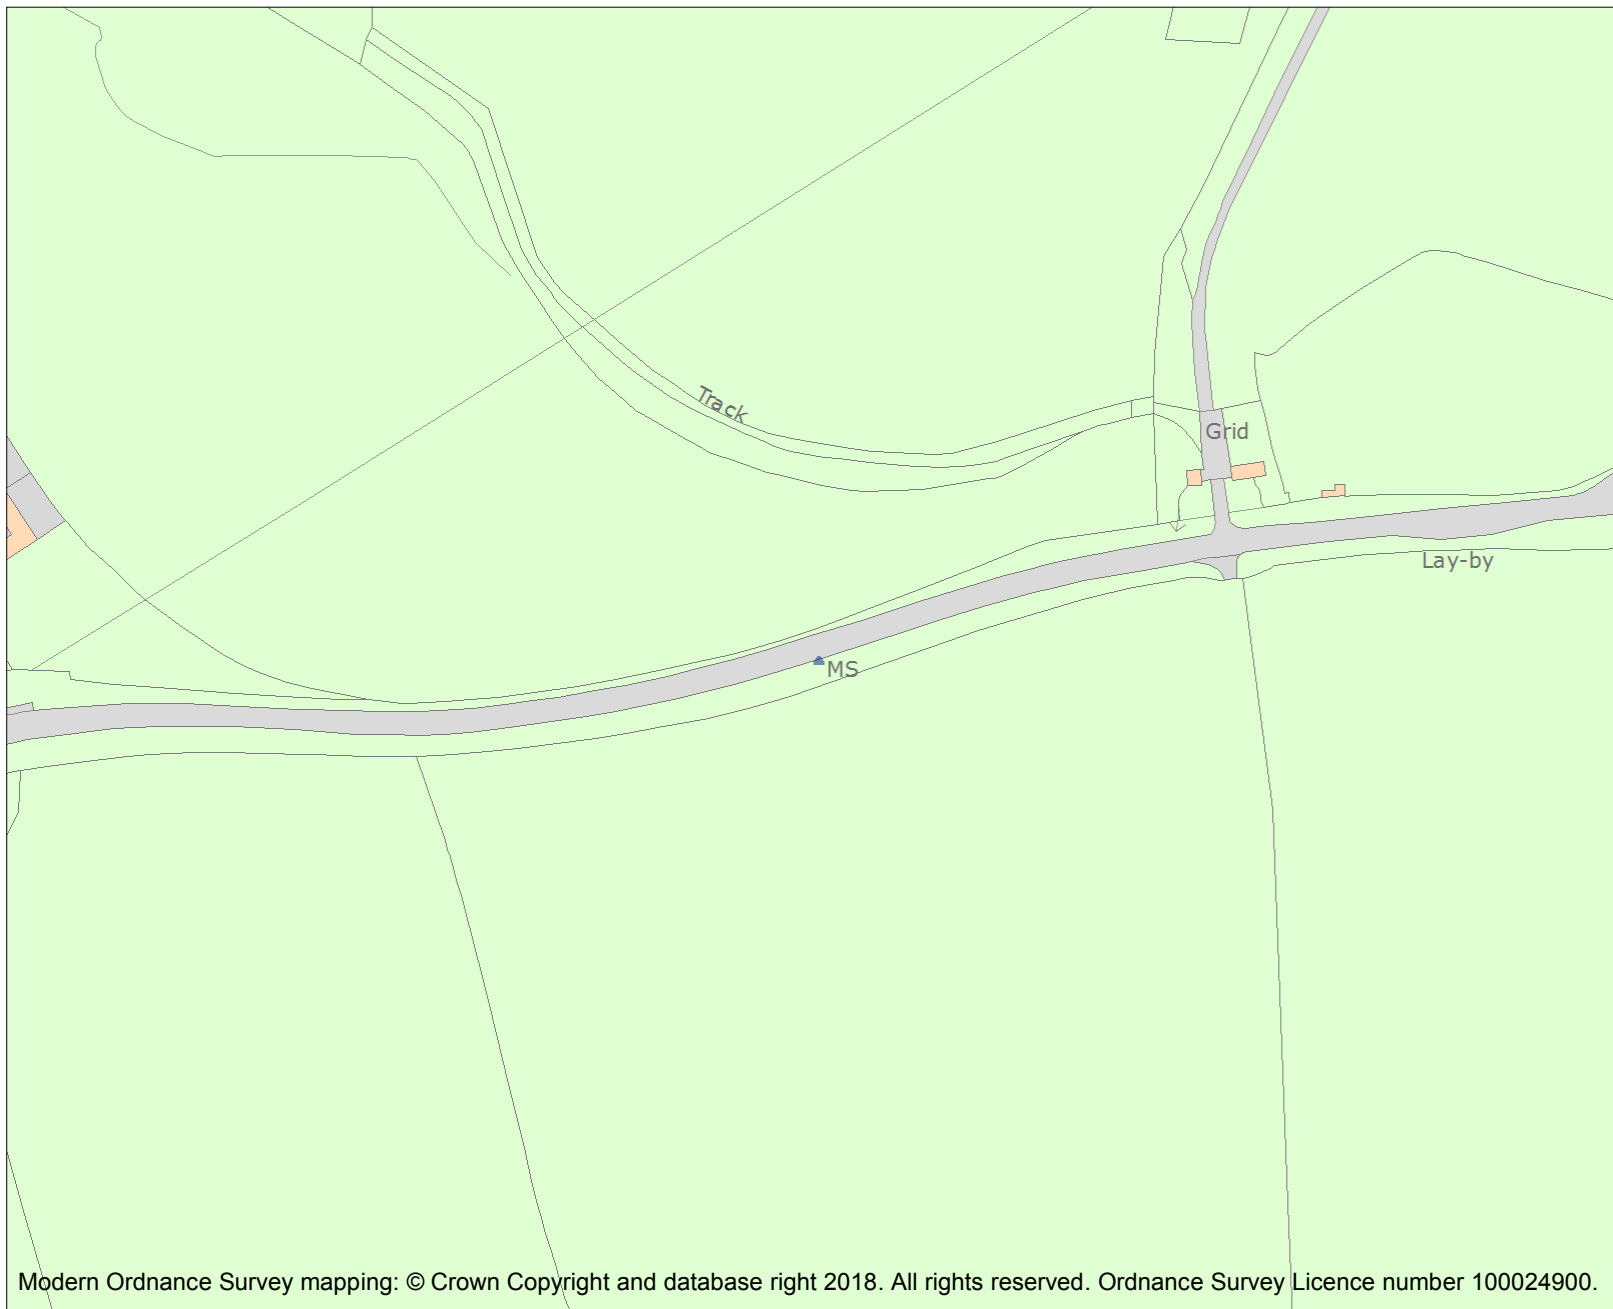 Track
Grid
Lay-by
MS
Modern Ordnance Survey mapping: © Crown Copyright and database right 2018. All rights reserved. Ordnance Survey Licence number 100024900.